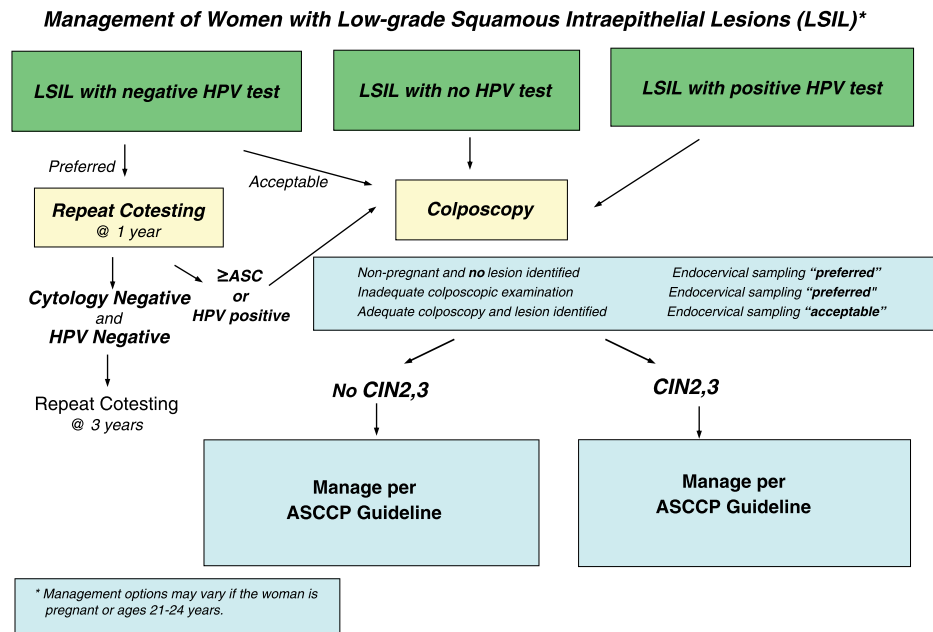 Management of Women with Low-grade Squamous Intraepithelial Lesions (LSIL)*
LSIL with negative HPV test
LSIL with no HPV test
LSIL with positive HPV test
Preferred
Acceptable
Repeat Cotesting
@ 1 year
Colposcopy
≥ASC
or
HPV positive
Cytology Negative
and
HPV Negative
Repeat Cotesting
@ 3 years
Non-pregnant and no lesion identified Endocervical sampling “preferred”
Inadequate colposcopic examination Endocervical sampling “preferred"
Adequate colposcopy and lesion identified Endocervical sampling “acceptable”
No CIN2,3
CIN2,3
Manage per
ASCCP Guideline
Manage per
ASCCP Guideline
* Management options may vary if the woman is
pregnant or ages 21-24 years.